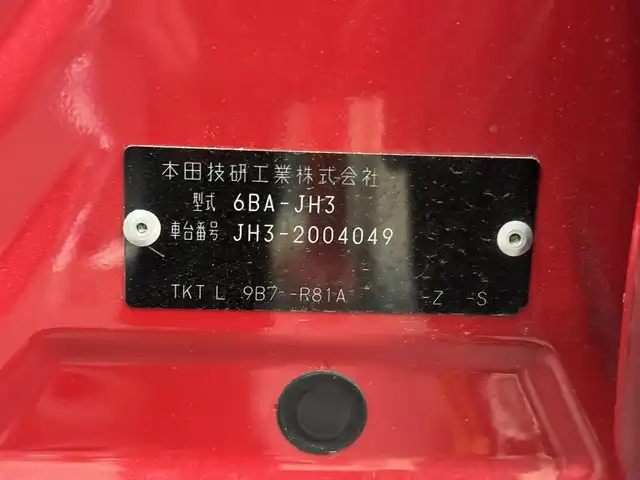 本田技研工業株式会社
型式 6BA-JH3
車台番号 JH3-2004049
TKT L 9B7--R81A -Z -S